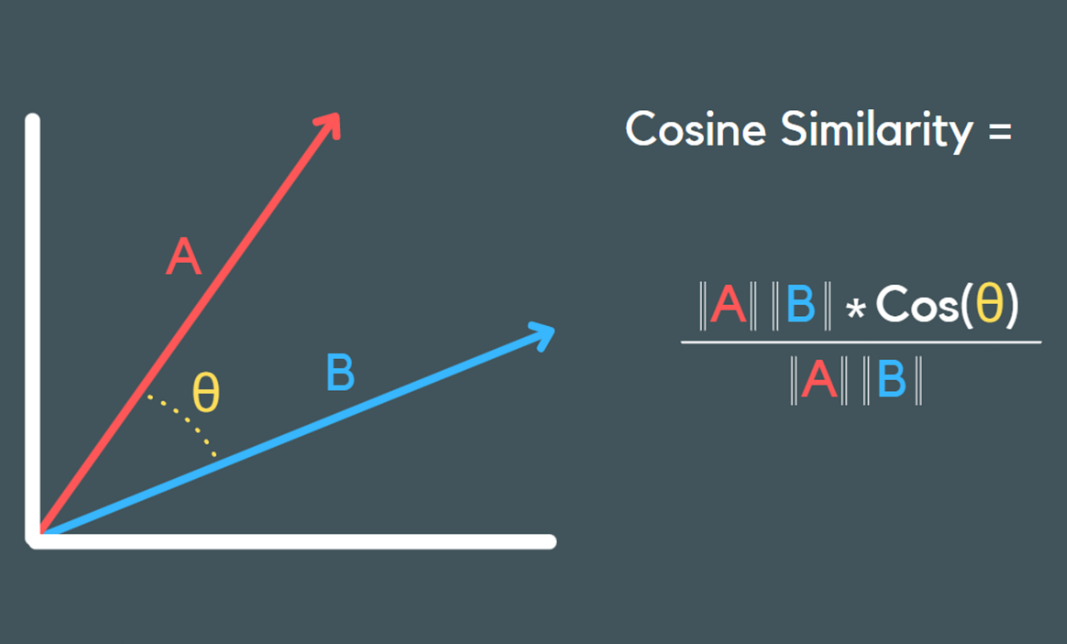 Cosine Similarity =
A
‖A‖ ‖B‖ * Cos(θ)
B
‖A‖ ‖B‖
θ